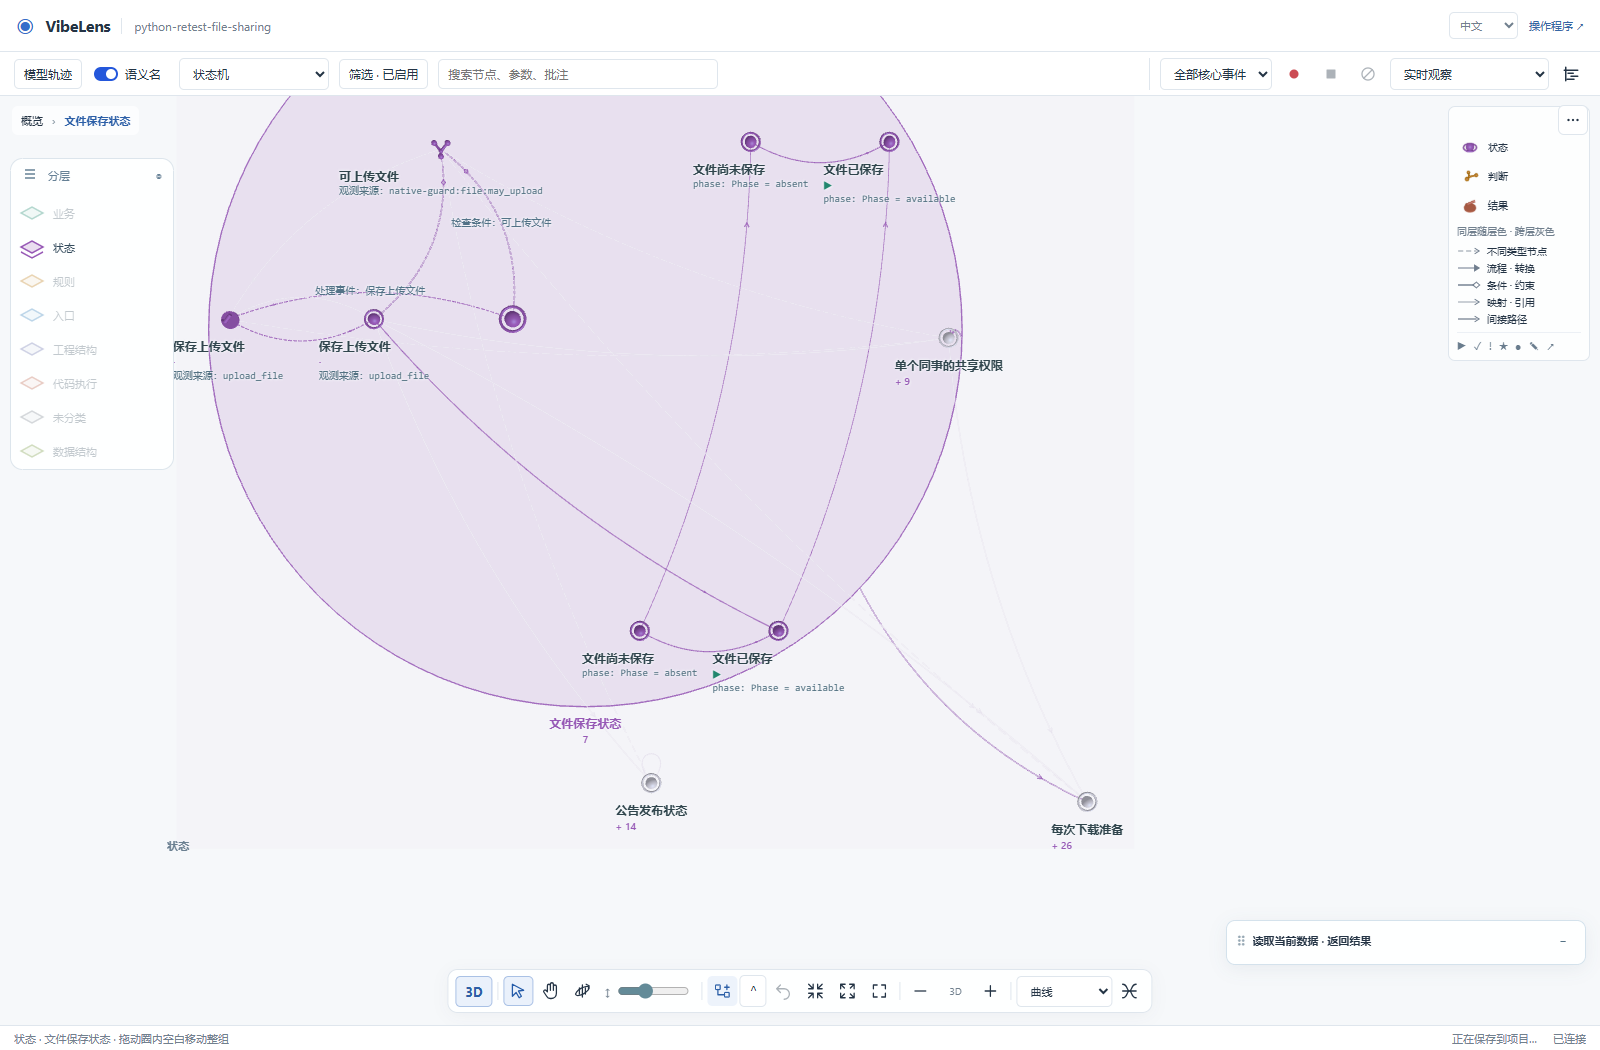 VibeLens
python-retest-file-sharing
中文
操作程序 ↗
模型轨迹
语义名
状态机
筛选 · 已启用
搜索节点、参数、批注
全部核心事件
实时观察
概览 › 文件保存状态
分层
业务
状态
规则
入口
工程结构
代码执行
未分类
数据结构
可上传文件
观测来源: native-guard:file:may_upload
检查条件: 可上传文件
处理事件: 保存上传文件
保存上传文件
观测来源: upload_file
保存上传文件
观测来源: upload_file
文件尚未保存
phase: Phase = absent
文件已保存
phase: Phase = available
单个同事的共享权限
+ 9
文件尚未保存
phase: Phase = absent
文件已保存
phase: Phase = available
文件保存状态
7
公告发布状态
+ 14
每次下载准备
+ 26
状态
状态
判断
结果
同层随层色 · 跨层灰色
不同类型节点
流程 · 转换
条件 · 约束
映射 · 引用
间接路径
读取当前数据 · 返回结果
3D
3D
曲线
状态 · 文件保存状态 · 拖动圈内空白移动整组
正在保存到项目...
已连接